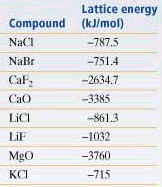 Lattice energy
Compound (kJ/mol)
NaCl –787.5
NaBr –751.4
CaF₂ –2634.7
CaO –3385
LiCl –861.3
LiF –1032
MgO –3760
KCl –715